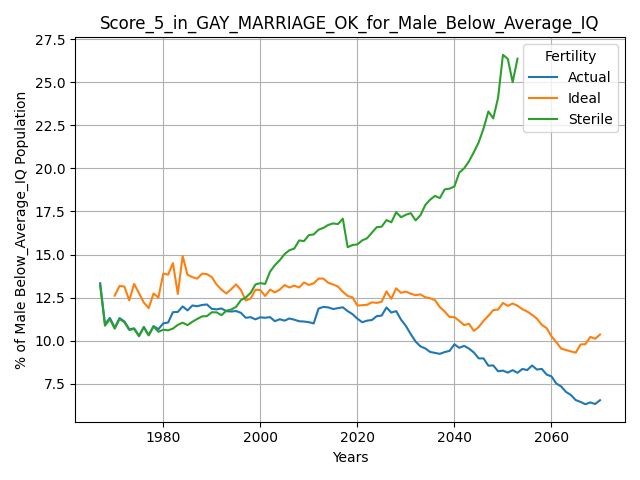 Score_5_in_GAY_MARRIAGE_OK_for_Male_Below_Average_IQ
% of Male Below_Average_IQ Population
27.5
25.0
22.5
20.0
17.5
15.0
12.5
10.0
7.5
Fertility
Actual
Ideal
Sterile
1980
2000
2020
2040
2060
Years